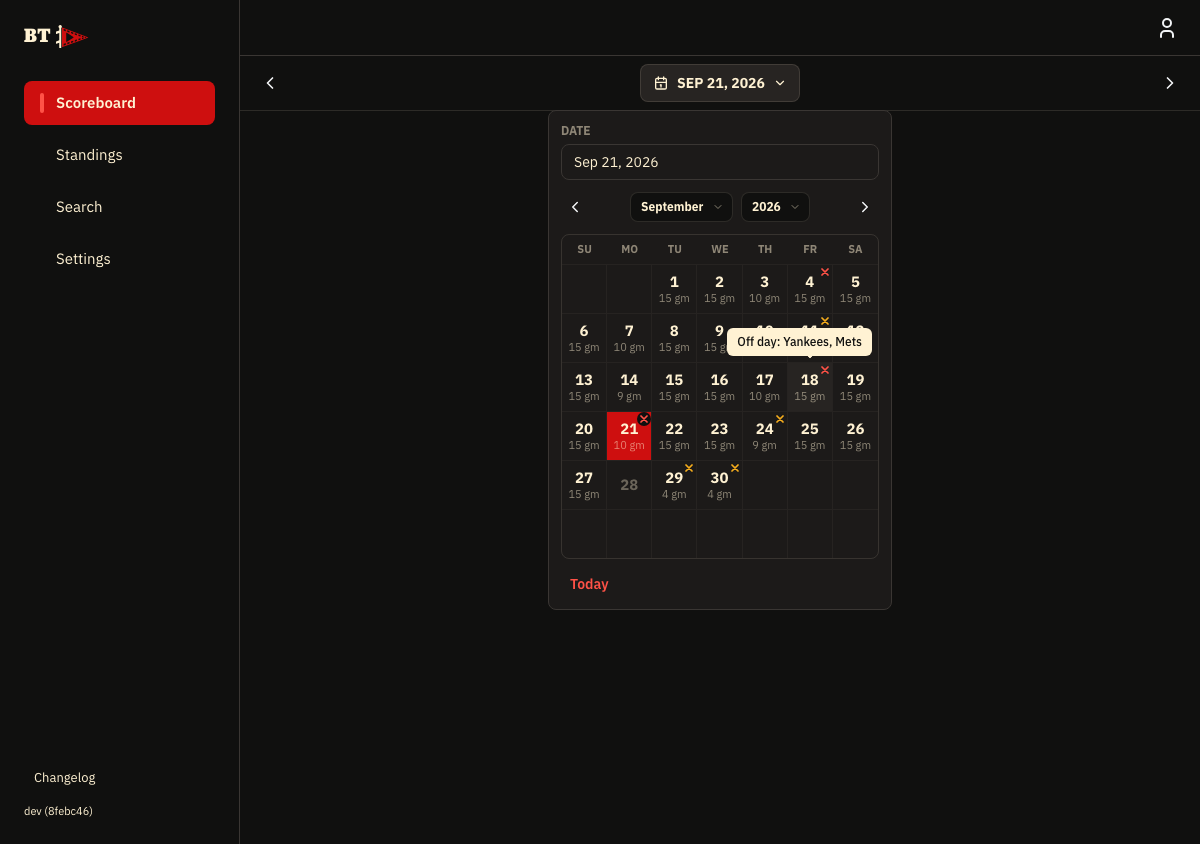 BT
SEP 21, 2026
Scoreboard
Standings
Search
Settings
DATE
Sep 21, 2026
September 2026
SU MO TU WE TH FR SA
1 2 3 4 5
15 gm 15 gm 10 gm 15 gm 15 gm
6 7 8 9
15 gm 10 gm 15 gm
Off day: Yankees, Mets
13 14 15 16 17 18 19
15 gm 9 gm 15 gm 15 gm 10 gm 15 gm 15 gm
20 21 22 23 24 25 26
15 gm 10 gm 15 gm 15 gm 9 gm 15 gm 15 gm
27 28 29 30
15 gm 4 gm 4 gm
Today
Changelog
dev (8febc46)